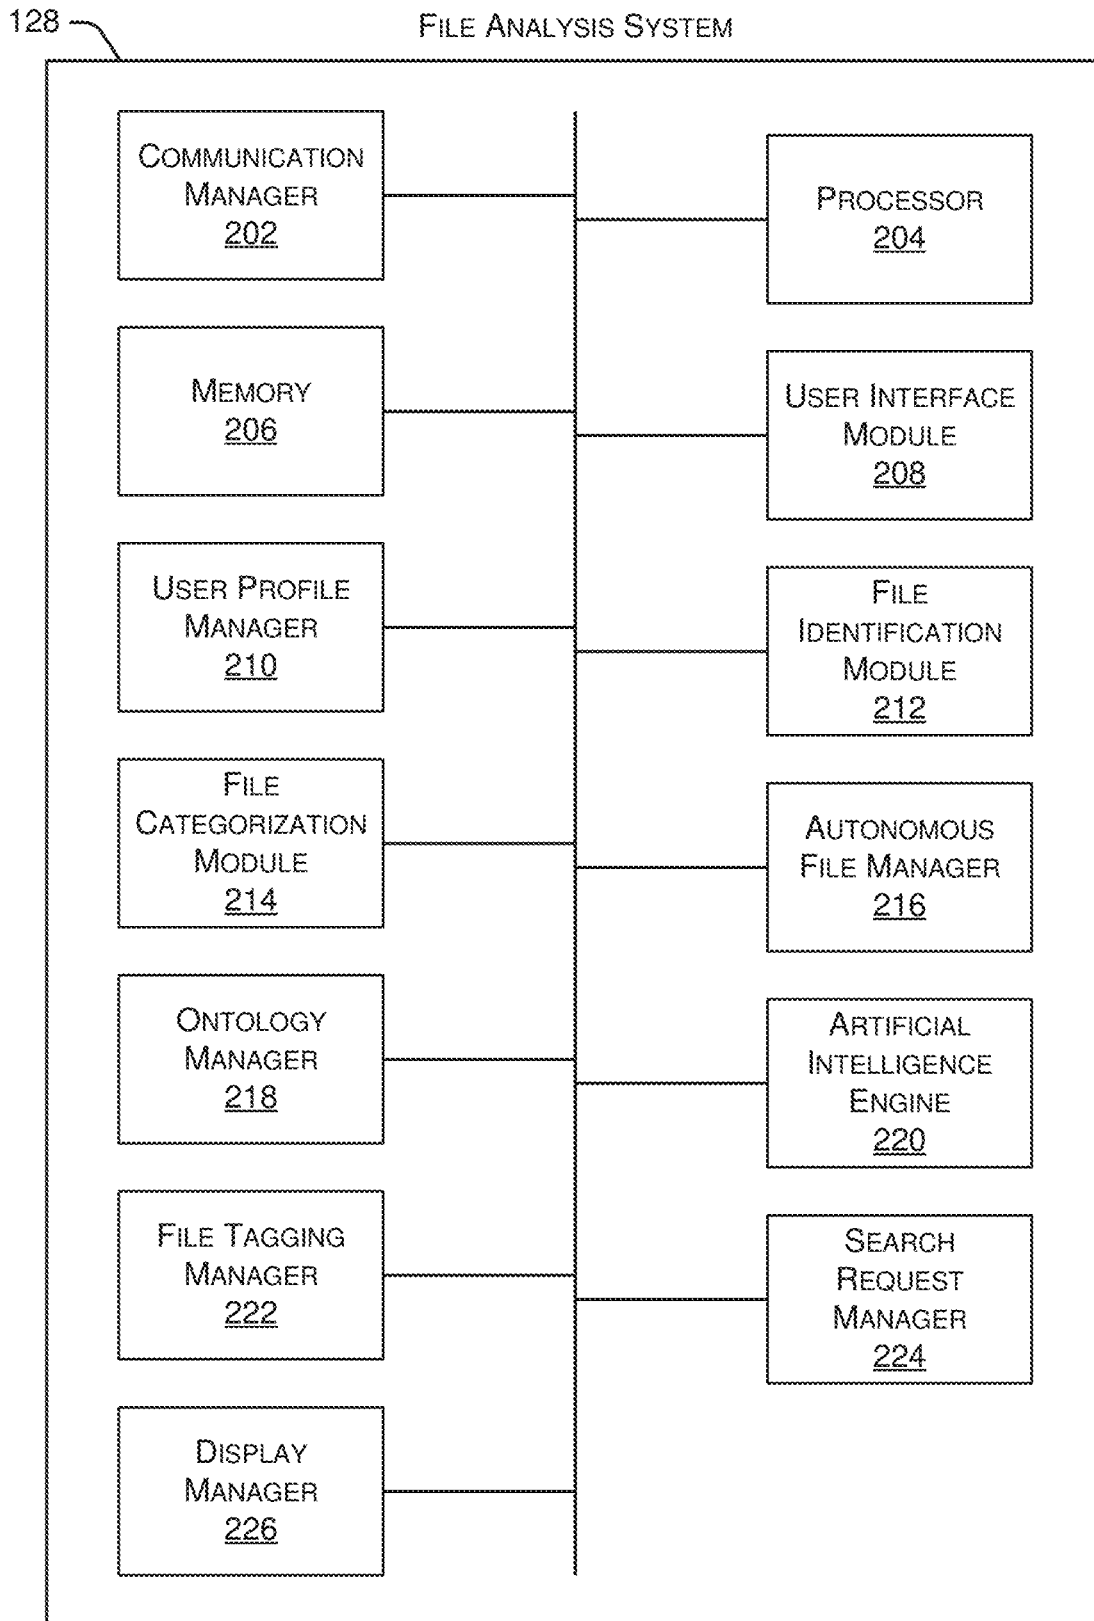 128
FILE ANALYSIS SYSTEM
COMMUNICATION
MANAGER
202
PROCESSOR
204
MEMORY
206
USER INTERFACE
MODULE
208
USER PROFILE
MANAGER
210
FILE
IDENTIFICATION
MODULE
212
FILE
CATEGORIZATION
MODULE
214
AUTONOMOUS
FILE MANAGER
216
ONTOLOGY
MANAGER
218
ARTIFICIAL
INTELLIGENCE
ENGINE
220
FILE TAGGING
MANAGER
222
SEARCH
REQUEST
MANAGER
224
DISPLAY
MANAGER
226